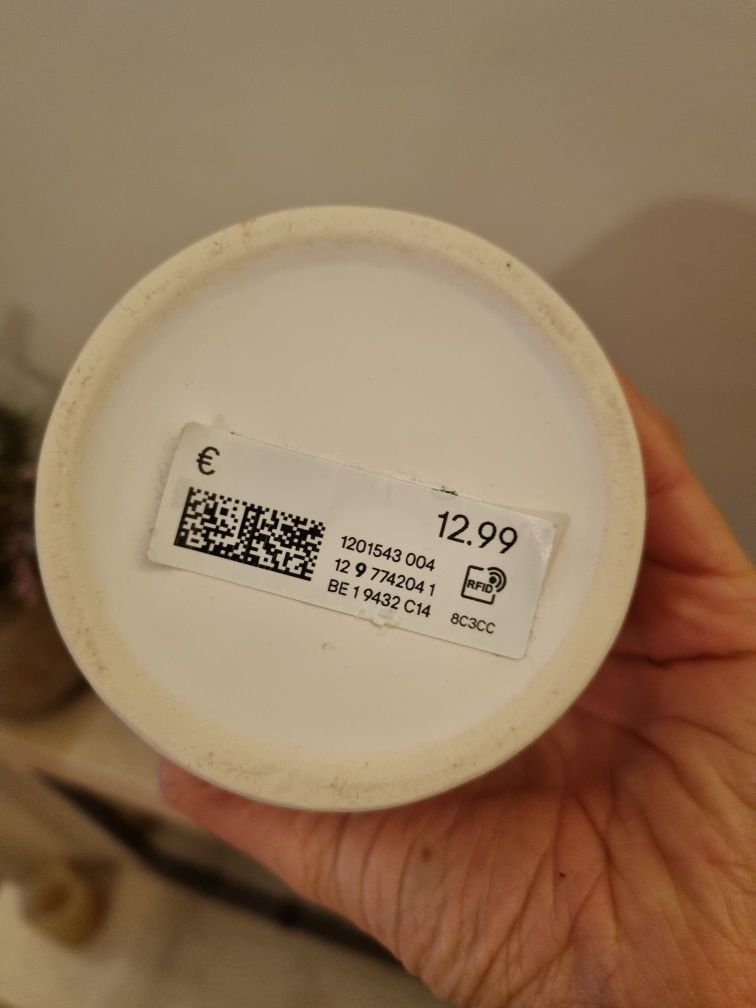 €
12.99
1201543 004
12 9 774204 1
BE 1 9432 C14
RFID
8C3CC